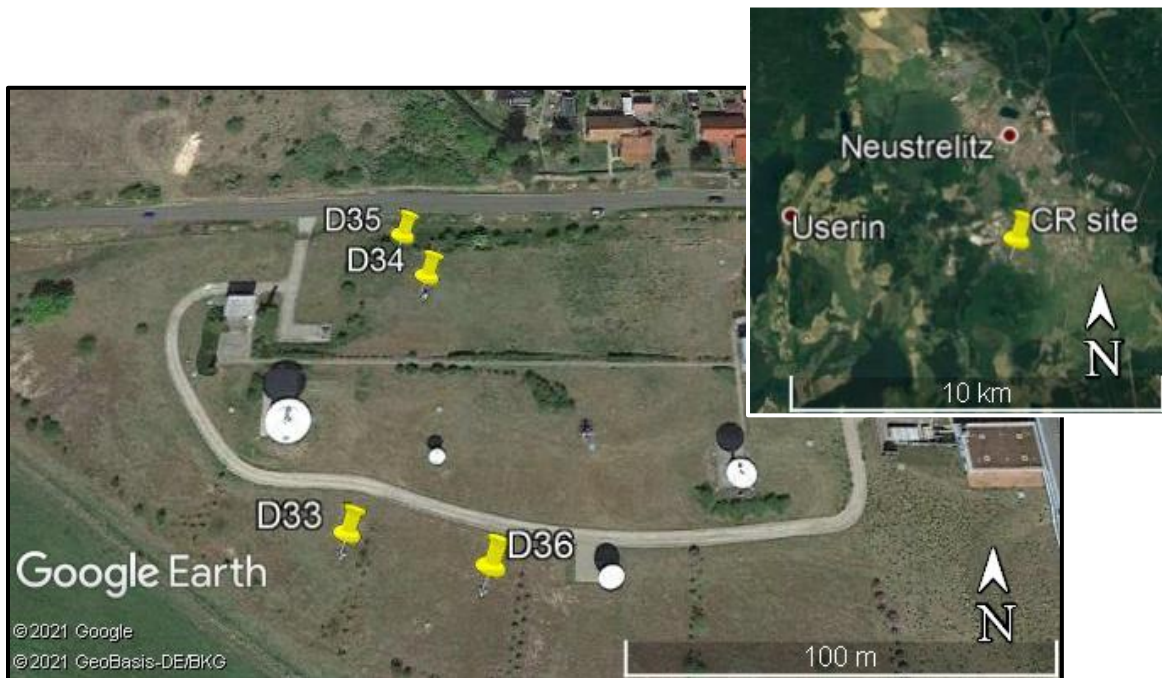 Neustrelitz
Userin
CR site
N
10 km
D35
D34
D33
D36
Google Earth
N
©2021 Google
©2021 GeoBasis-DE/BKG
100 m